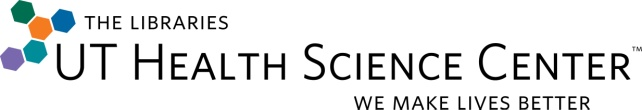 THE LIBRARIES
UT HEALTH SCIENCE CENTER™
WE MAKE LIVES BETTER